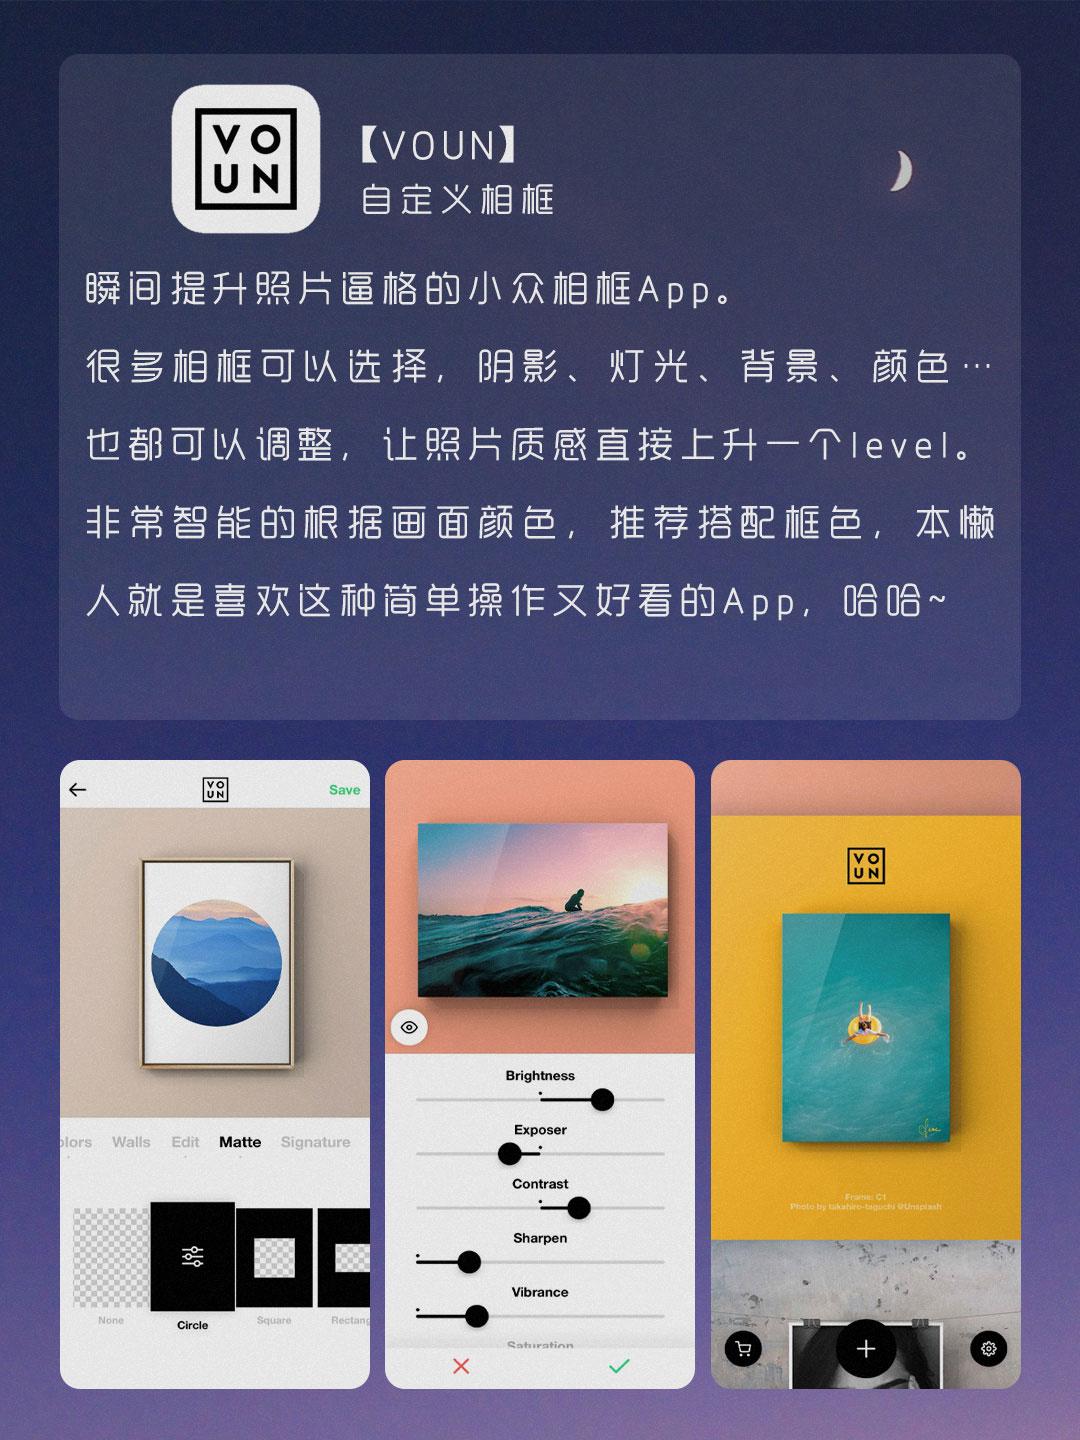 VO
UN
【VOUN】
自定义相框
瞬间提升照片逼格的小众相框App。
很多相框可以选择，阴影、灯光、背景、颜色…
也都可以调整，让照片质感直接上升一个level。
非常智能的根据画面颜色，推荐搭配框色，本懒
人就是喜欢这种简单操作又好看的App，哈哈~
VO
UN
Save
olors Walls Edit Matte Signature
None Circle Square Rectang
Brightness
Exposer
Contrast
Sharpen
Vibrance
Saturation
VO
UN
Frame: C1
Photo by takahiro-taguchi @Unsplash